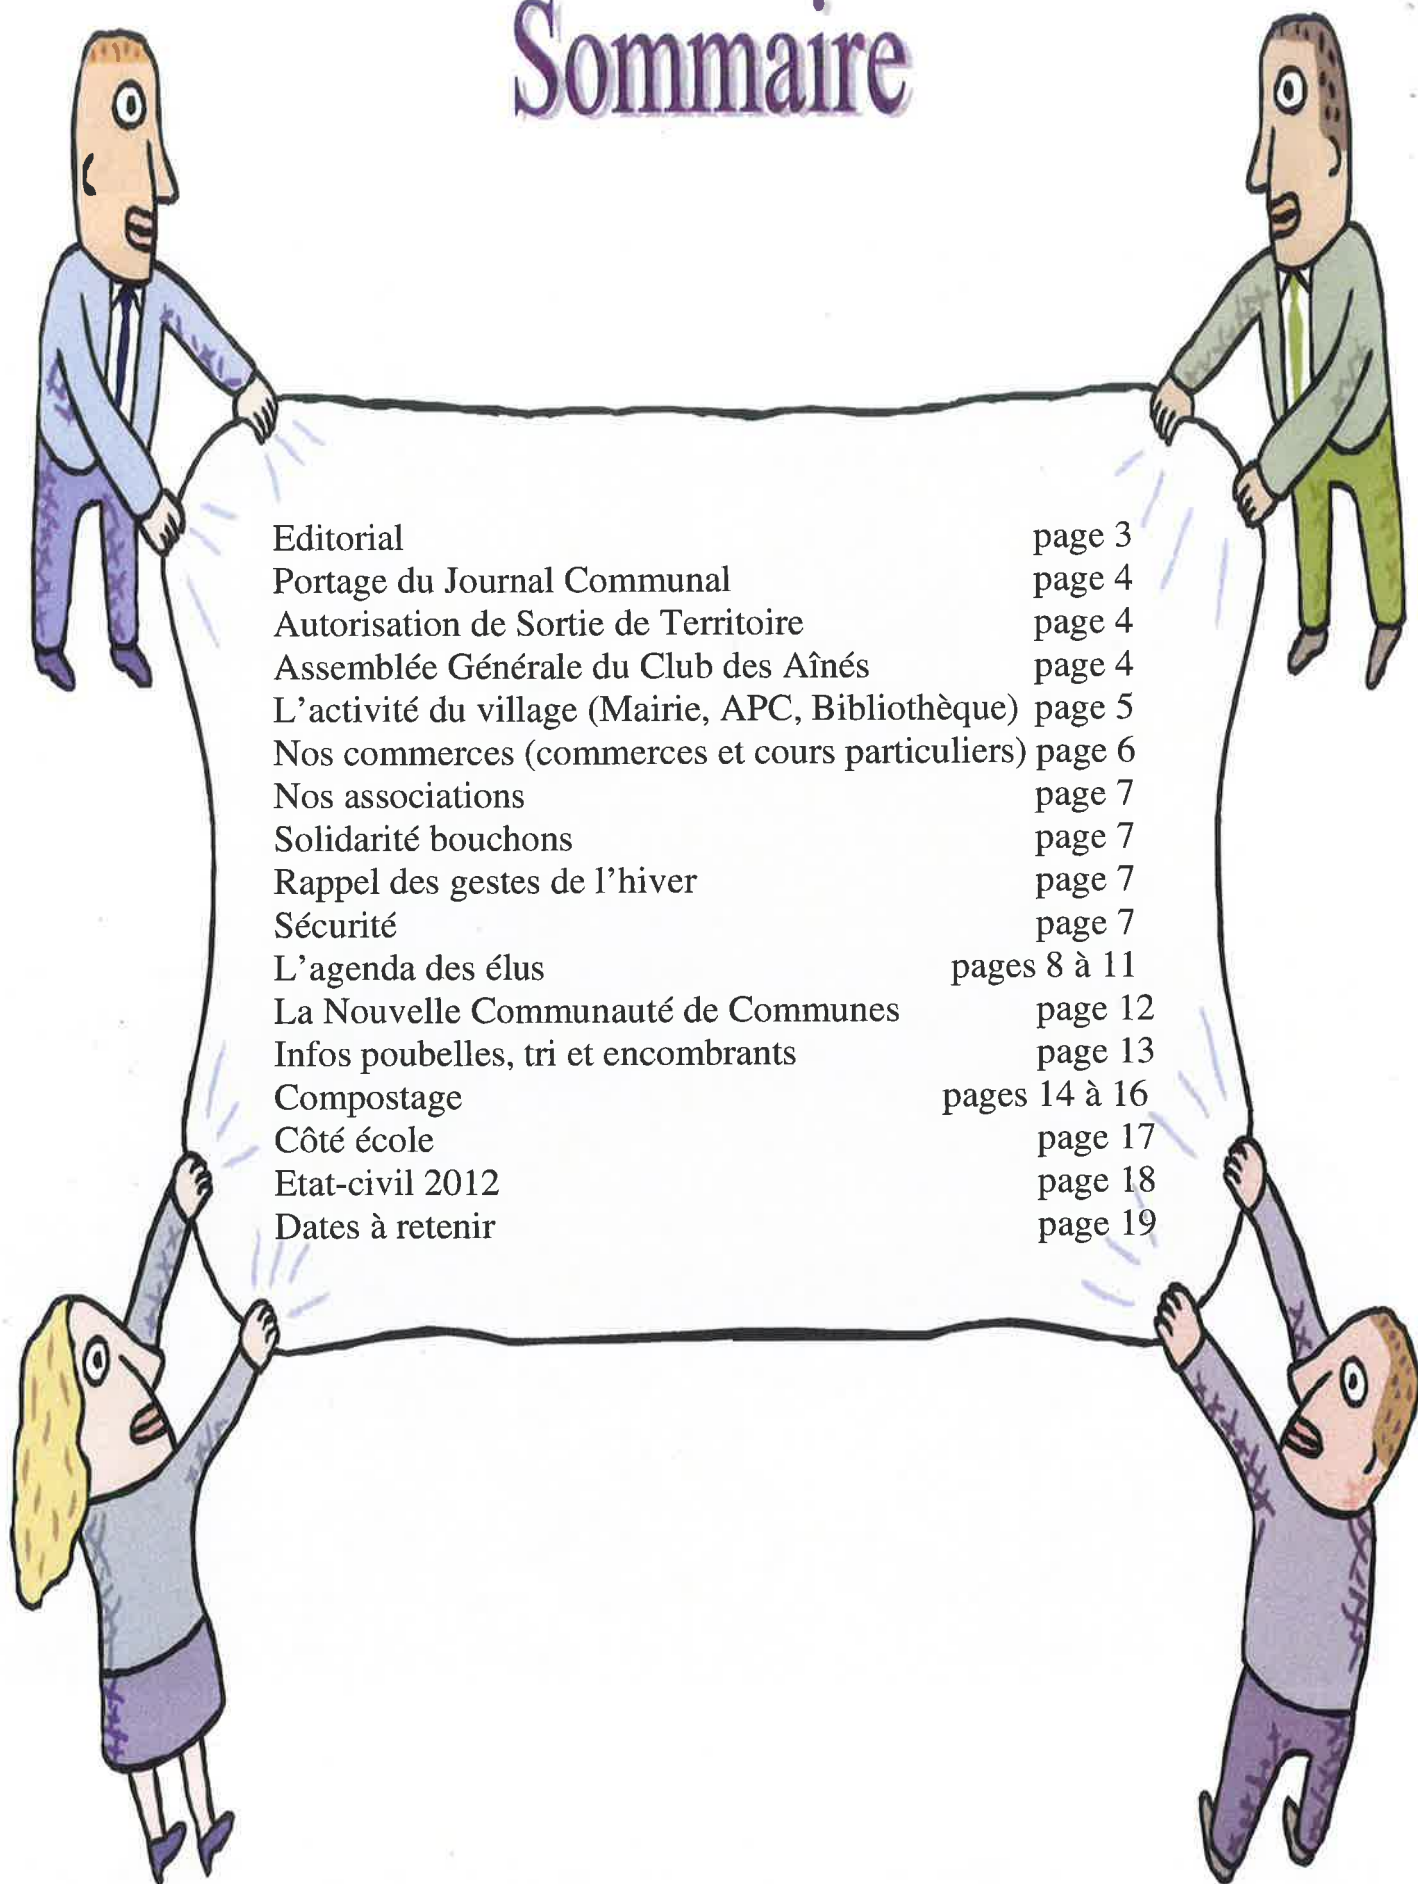 Sommaire
Editorial page 3
Portage du Journal Communal page 4
Autorisation de Sortie de Territoire page 4
Assemblée Générale du Club des Aînés page 4
L'activité du village (Mairie, APC, Bibliothèque) page 5
Nos commerces (commerces et cours particuliers) page 6
Nos associations page 7
Solidarité bouchons page 7
Rappel des gestes de l'hiver page 7
Sécurité page 7
L'agenda des élus pages 8 à 11
La Nouvelle Communauté de Communes page 12
Infos poubelles, tri et encombrants page 13
Compostage pages 14 à 16
Côté école page 17
Etat-civil 2012 page 18
Dates à retenir page 19